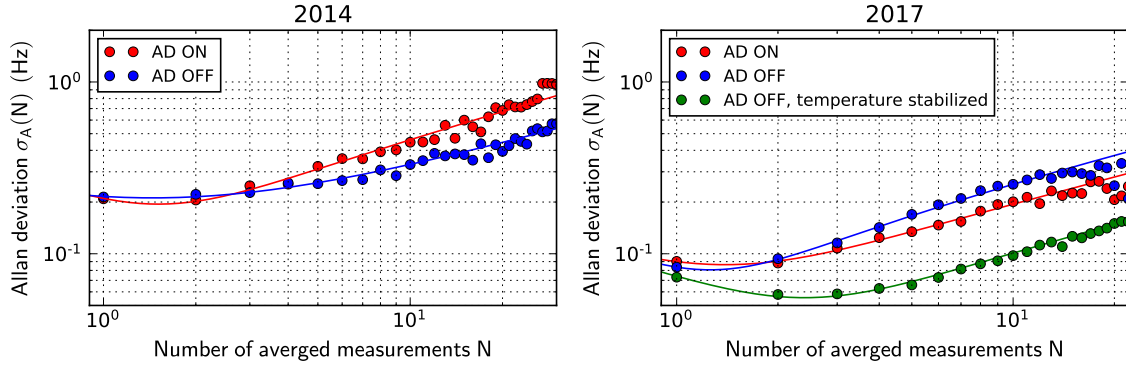 2014
Allan deviation σ_A(N) (Hz)
10^0
10^-1
AD ON
AD OFF
10^0
10^1
Number of averged measurements N
2017
Allan deviation σ_A(N) (Hz)
10^0
10^-1
AD ON
AD OFF
AD OFF, temperature stabilized
10^0
10^1
Number of averged measurements N